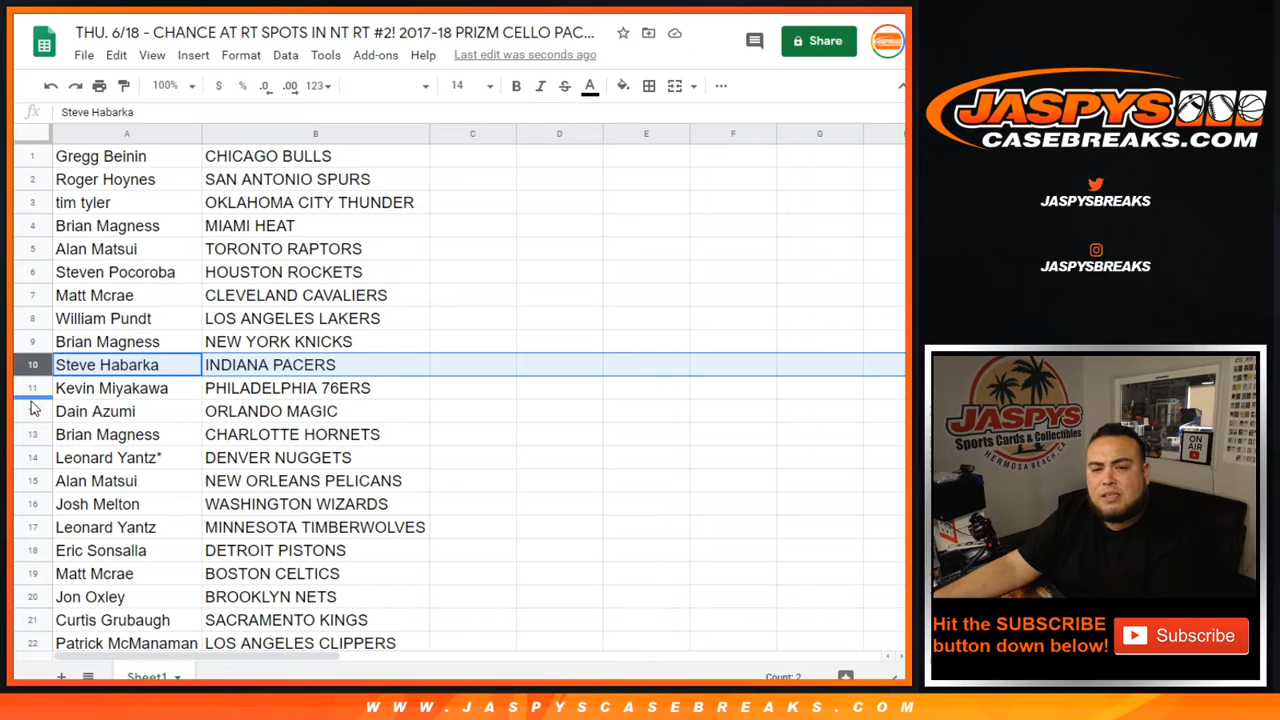 THU. 6/18 - CHANCE AT RT SPOTS IN NT RT #2! 2017-18 PRIZM CELLO PAC...
File Edit View Insert Format Data Tools Add-ons Help Last edit was seconds ago
Share
100% $ % .0 .00 123 14 B I S A
fx Steve Habarka
A B C D E F G
1 Gregg Beinin CHICAGO BULLS
2 Roger Hoynes SAN ANTONIO SPURS
3 tim tyler OKLAHOMA CITY THUNDER
4 Brian Magness MIAMI HEAT
5 Alan Matsui TORONTO RAPTORS
6 Steven Pocoroba HOUSTON ROCKETS
7 Matt Mcrae CLEVELAND CAVALIERS
8 William Pundt LOS ANGELES LAKERS
9 Brian Magness NEW YORK KNICKS
10 Steve Habarka INDIANA PACERS
11 Kevin Miyakawa PHILADELPHIA 76ERS
Dain Azumi ORLANDO MAGIC
13 Brian Magness CHARLOTTE HORNETS
14 Leonard Yantz* DENVER NUGGETS
15 Alan Matsui NEW ORLEANS PELICANS
16 Josh Melton WASHINGTON WIZARDS
17 Leonard Yantz MINNESOTA TIMBERWOLVES
18 Eric Sonsalla DETROIT PISTONS
19 Matt Mcrae BOSTON CELTICS
20 Jon Oxley BROOKLYN NETS
21 Curtis Grubaugh SACRAMENTO KINGS
22 Patrick McManaman LOS ANGELES CLIPPERS
Sheet1 Count: 2
JASPYS
CASEBREAKS.COM
JASPYSBREAKS
JASPYSBREAKS
JASPYS
Sports Cards & Collectibles
HERMOSA BEACH, CA
ON AIR
Hit the SUBSCRIBE
button down below!
Subscribe
WWW.JASPYSCASEBREAKS.COM